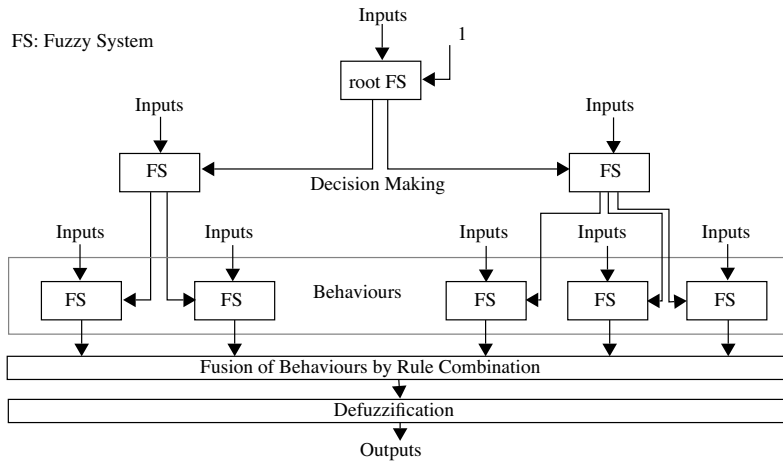 Inputs
1
FS: Fuzzy System
root FS
Inputs
Inputs
FS
FS
Decision Making
Inputs
Inputs
Inputs
Inputs
Inputs
FS
FS
Behaviours
FS
FS
FS
Fusion of Behaviours by Rule Combination
Defuzzification
Outputs